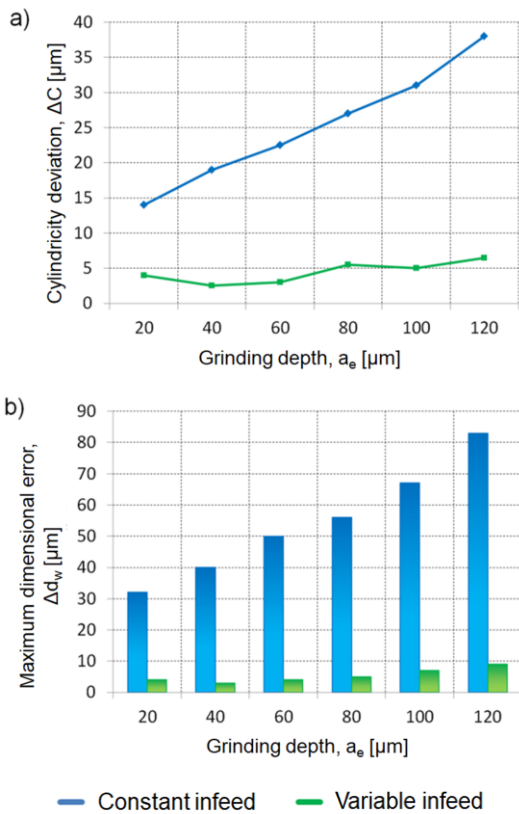 a)
Cylindricity deviation, ΔC [µm]
40
35
30
25
20
15
10
5
0
20 40 60 80 100 120
Grinding depth, aₑ [µm]
b)
Maximum dimensional error,
Δd_w [µm]
90
80
70
60
50
40
30
20
10
0
20 40 60 80 100 120
Grinding depth, aₑ [µm]
Constant infeed Variable infeed